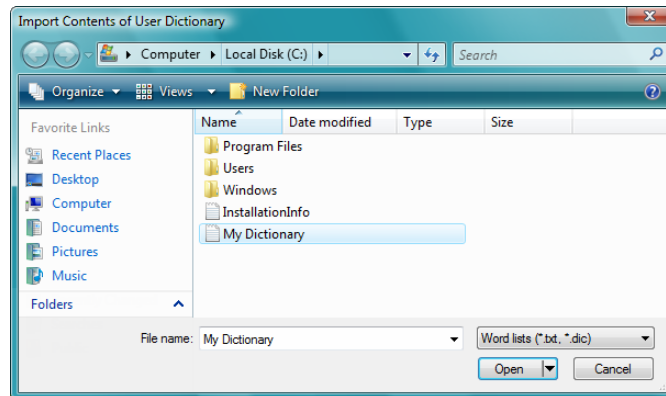 Import Contents of User Dictionary
Computer Local Disk (C:) Search
Organize Views New Folder
Favorite Links
Recent Places
Desktop
Computer
Documents
Pictures
Music
Folders
Name Date modified Type Size
Program Files
Users
Windows
InstallationInfo
My Dictionary
File name: My Dictionary Word lists (*.txt, *.dic)
Open Cancel